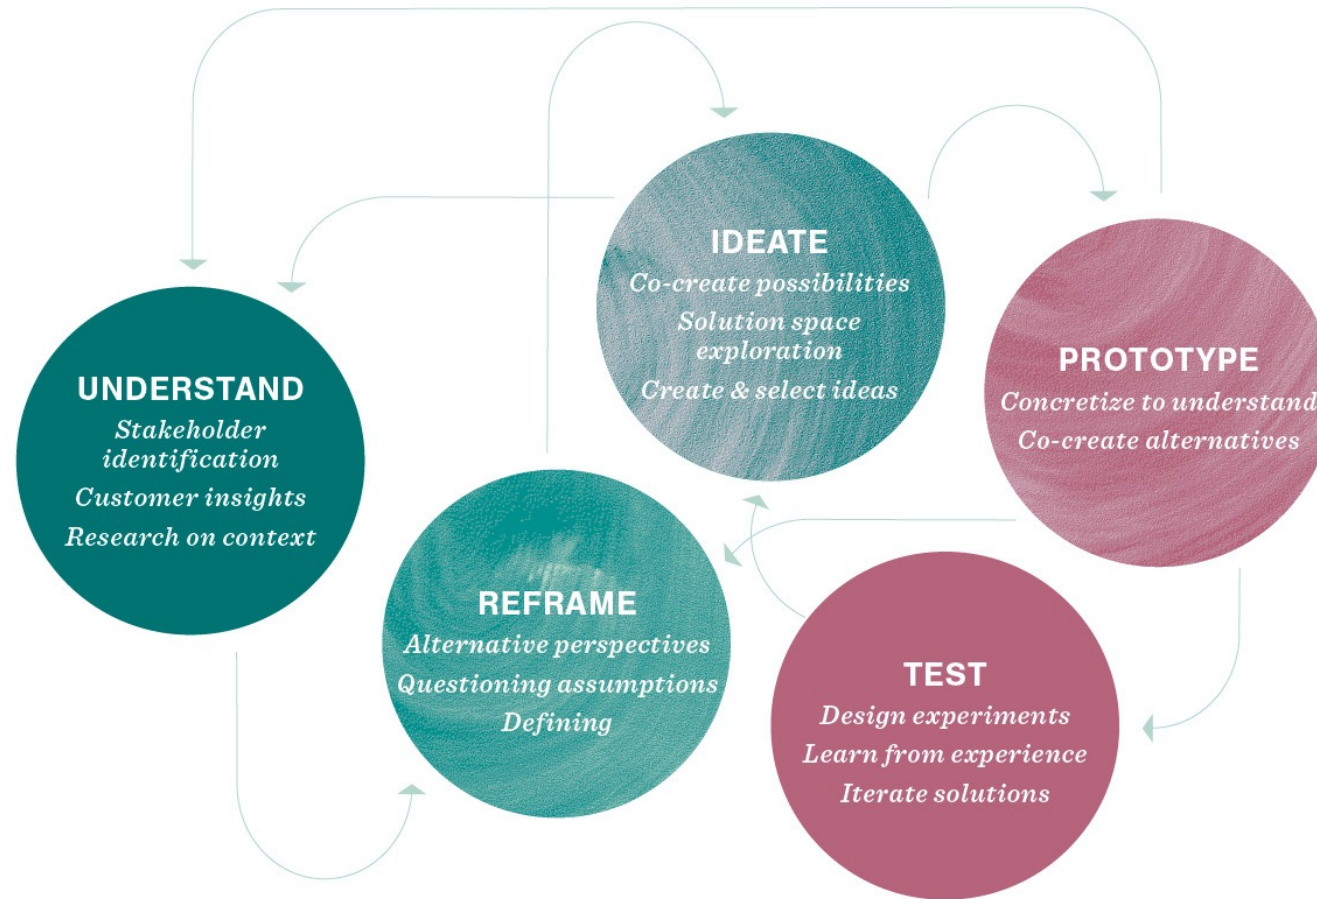 UNDERSTAND
Stakeholder
identification
Customer insights
Research on context
REFRAME
Alternative perspectives
Questioning assumptions
Defining
IDEATE
Co-create possibilities
Solution space
exploration
Create & select ideas
PROTOTYPE
Concretize to understand
Co-create alternatives
TEST
Design experiments
Learn from experience
Iterate solutions